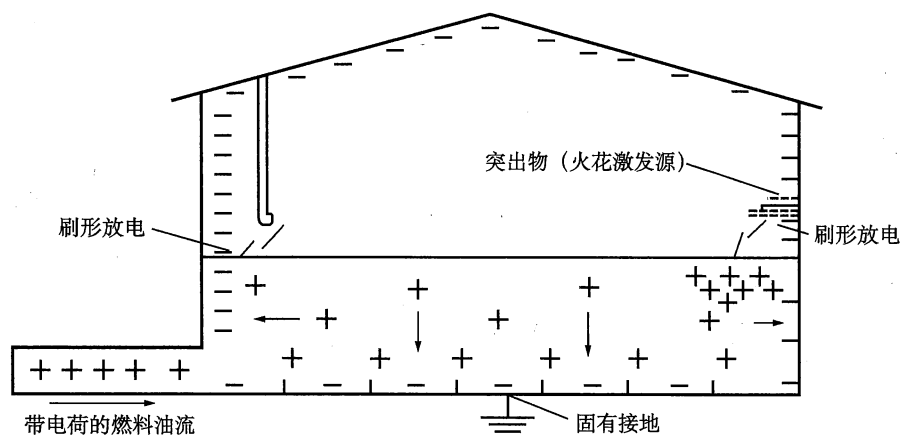 突出物（火花激发源）
刷形放电
刷形放电
带电荷的燃料油流
固有接地